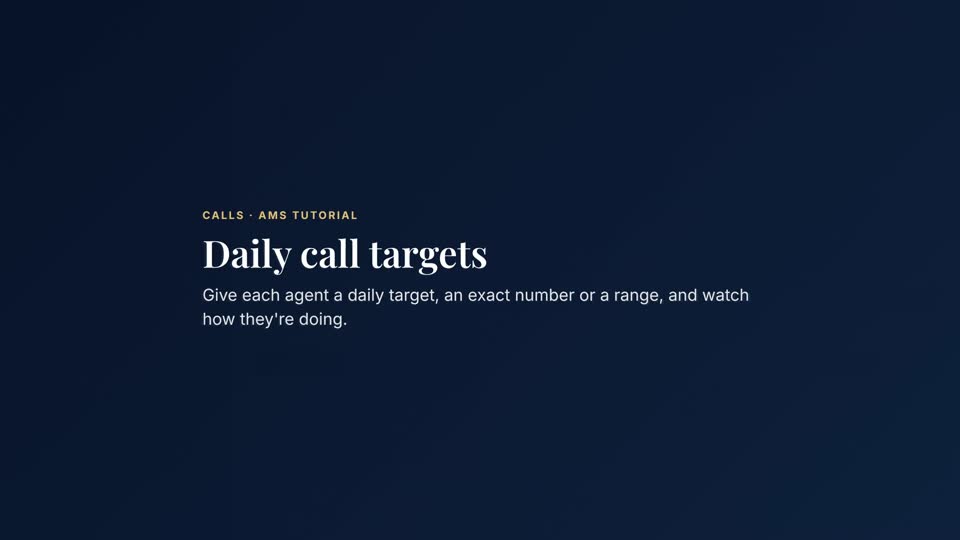 CALLS · AMS TUTORIAL
Daily call targets
Give each agent a daily target, an exact number or a range, and watch
how they're doing.